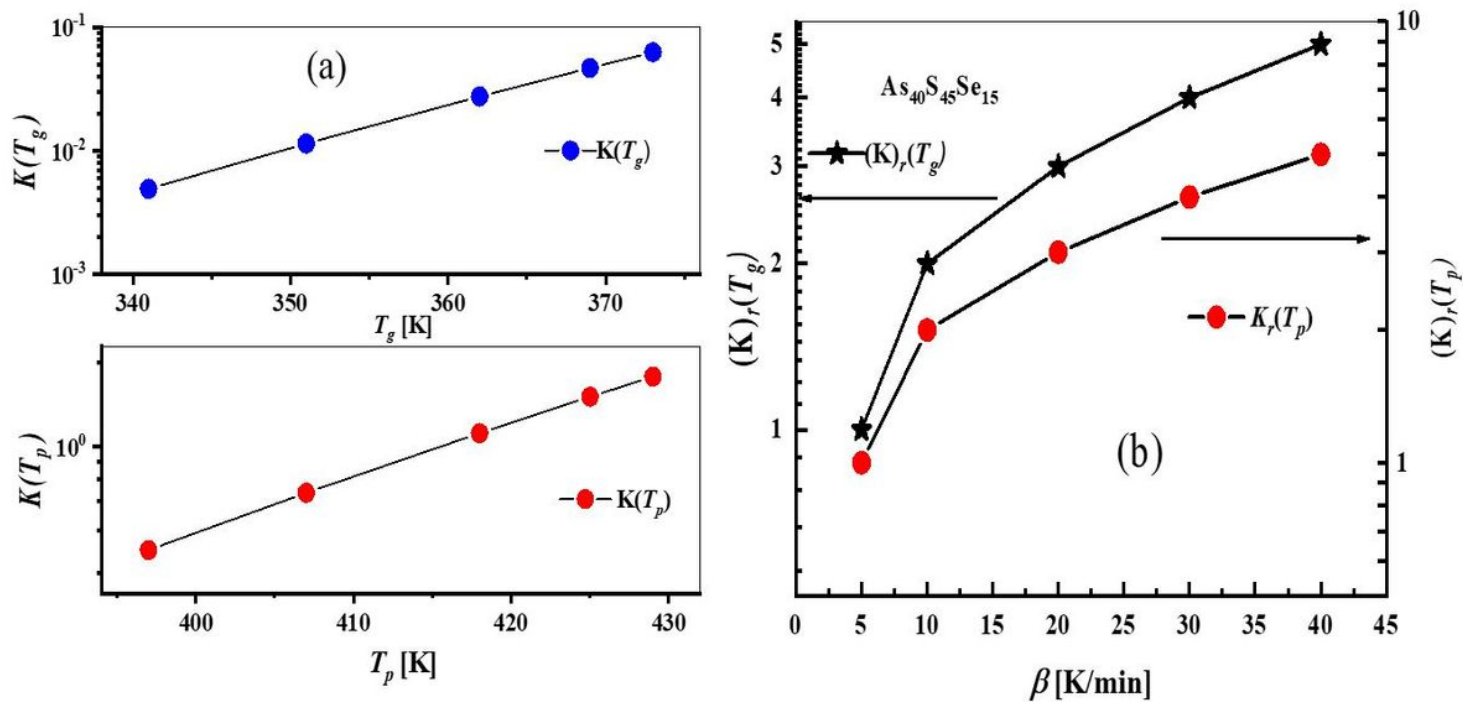 10⁻¹
10⁻²
10⁻³
K(T_g)
(a)
K(T_g)
340 350 360 370
T_g [K]
10⁰
K(T_p)
K(T_p)
400 410 420 430
T_p [K]
5
4
3
2
1
(K)_r(T_g)
As₄₀S₄₅Se₁₅
(K)_r(T_g)
K_r(T_p)
(b)
10
1
(K)_r(T_p)
0 5 10 15 20 25 30 35 40 45
β [K/min]